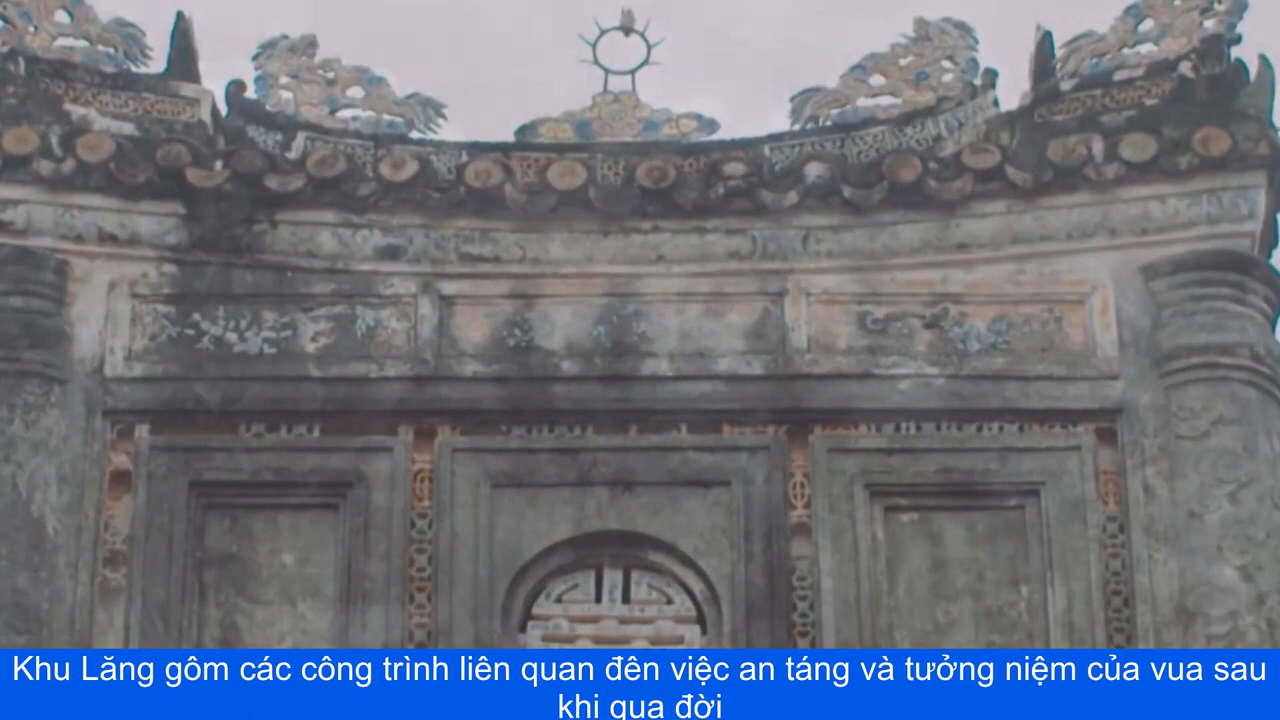 Khu Lăng gôm các công trình liên quan đên việc an táng và tưởng niệm của vua sau
khi qua đời